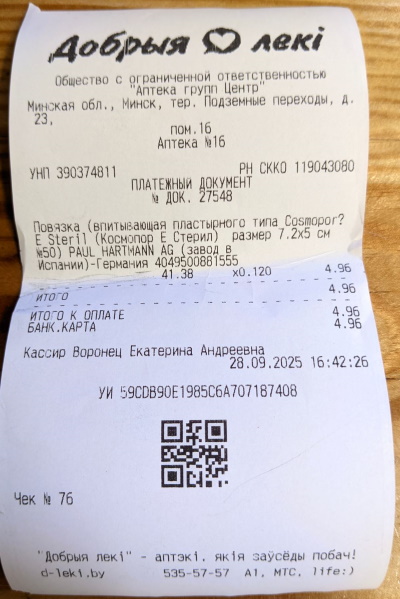 Добрыя лекі
Общество с ограниченной ответственностью
"Аптека групп Центр"
Минская обл., Минск, тер. Подземные переходы, д.
23,
пом.16
Аптека №16
УНП 390374811 РН СККО 119043080
ПЛАТЕЖНЫЙ ДОКУМЕНТ
№ ДОК. 27548
Повязка (впитывающая пластырного типа Cosmopor?
E Steril (Космопор Е Стерил) размер 7.2x5 см
№50) PAUL HARTMANN AG (завод в
Испании)-Германия 4049500881555
41.38 x0.120 4.96
ИТОГО 4.96
ИТОГО К ОПЛАТЕ 4.96
БАНК.КАРТА 4.96
Кассир Воронец Екатерина Андреевна
28.09.2025 16:42:26
УИ 59CDB90E1985C6A707187408
Чек № 76
"Добрыя лекі" - аптэкі, якія заўсёды побач!
d-leki.by 535-57-57 A1, МТС, life:)